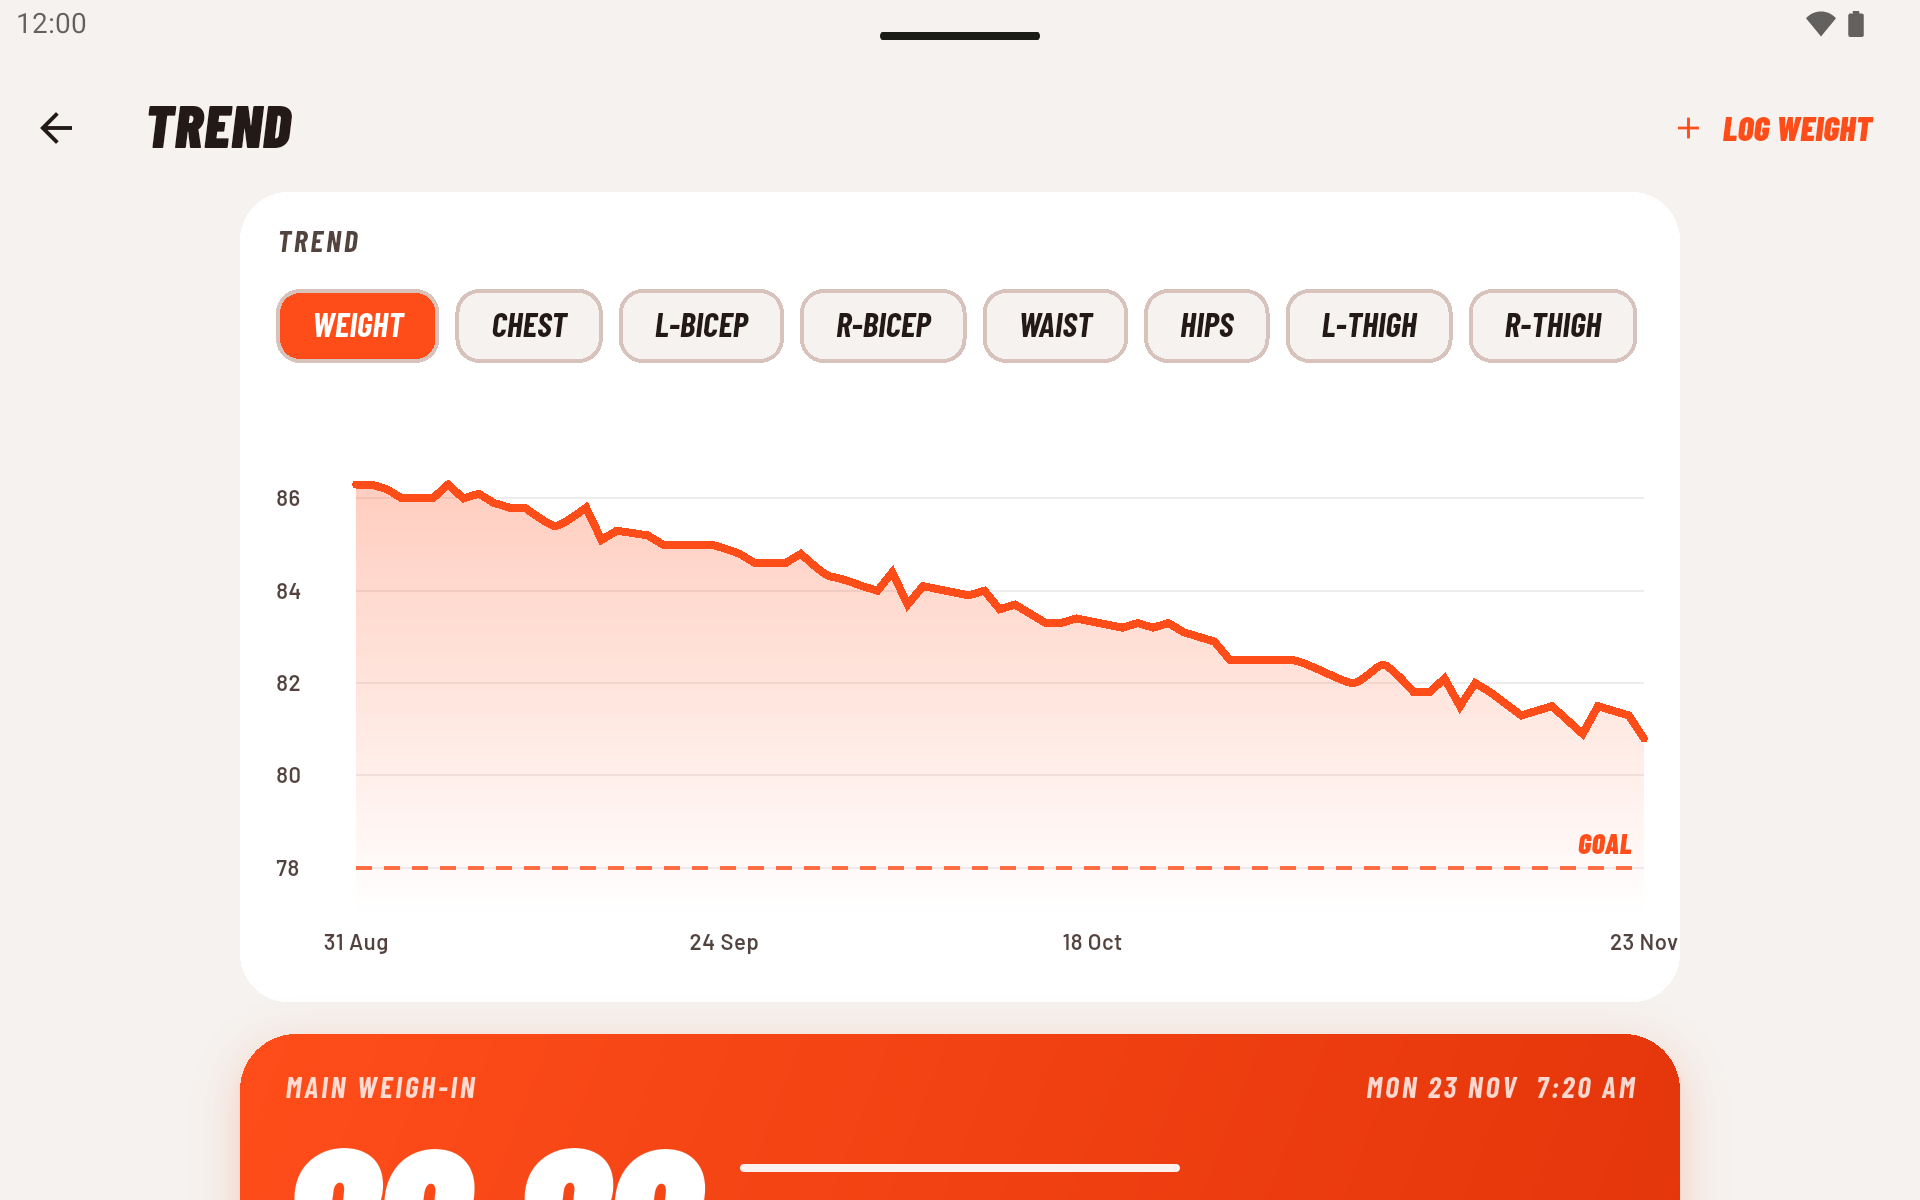 12:00
TREND
+ LOG WEIGHT
TREND
WEIGHT CHEST L-BICEP R-BICEP WAIST HIPS L-THIGH R-THIGH
86
84
82
80
GOAL
78
31 Aug 24 Sep 18 Oct 23 Nov
MAIN WEIGH-IN MON 23 NOV 7:20 AM